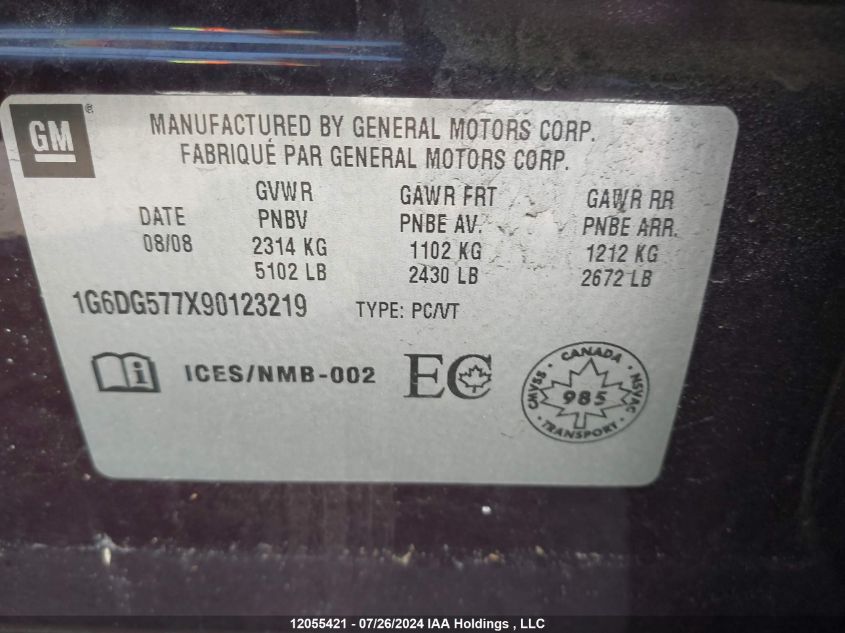 GM ®
MANUFACTURED BY GENERAL MOTORS CORP.
FABRIQUÉ PAR GENERAL MOTORS CORP.
DATE GVWR GAWR FRT GAWR RR
PNBV PNBE AV. PNBE ARR.
08/08 2314 KG 1102 KG 1212 KG
5102 LB 2430 LB 2672 LB
1G6DG577X90123219 TYPE: PC/VT
i ICES/NMB-002 EC
CANADA
CMVSS 985 NSVAC
TRANSPORT
12055421 - 07/26/2024 IAA Holdings , LLC